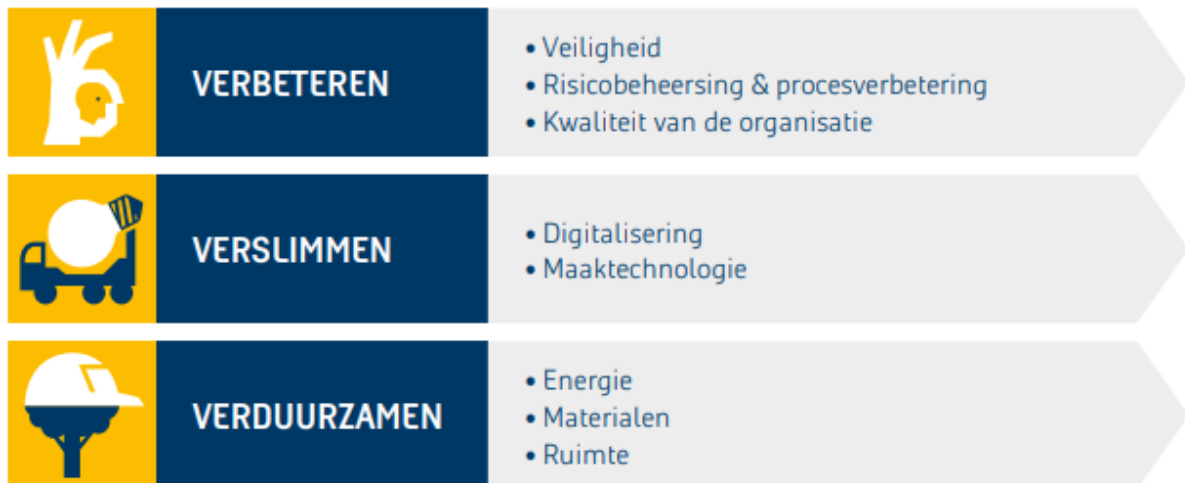 VERBETEREN
• Veiligheid
• Risicobeheersing & procesverbetering
• Kwaliteit van de organisatie
VERSLIMMEN
• Digitalisering
• Maaktechnologie
VERDUURZAMEN
• Energie
• Materialen
• Ruimte